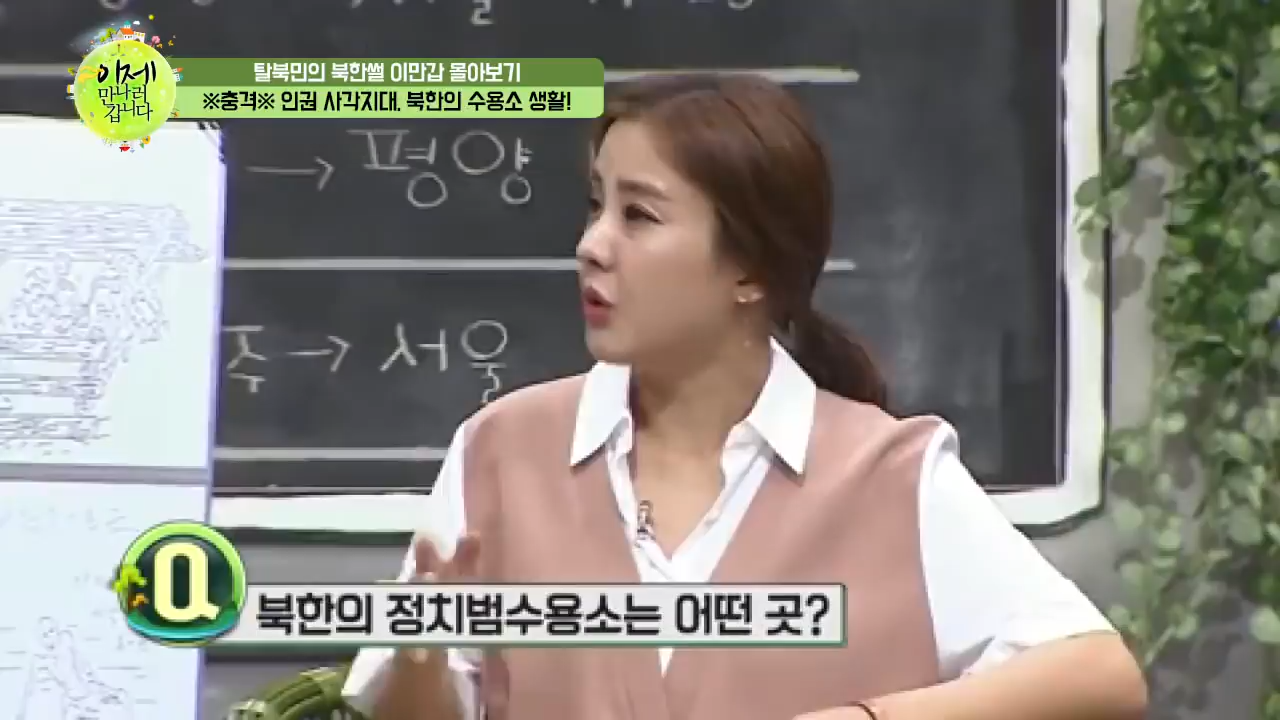 이제
만나러
갑니다
탈북민의 북한썰 이만갑 몰아보기
※충격※ 인권 사각지대. 북한의 수용소 생활!
→ 평양
주 → 서울
Q 북한의 정치범수용소는 어떤 곳?